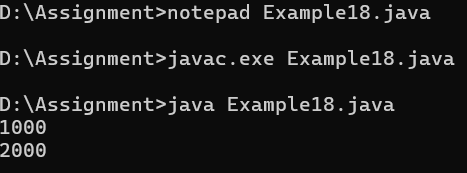 D:\Assignment>notepad Example18.java
D:\Assignment>javac.exe Example18.java
D:\Assignment>java Example18.java
1000
2000